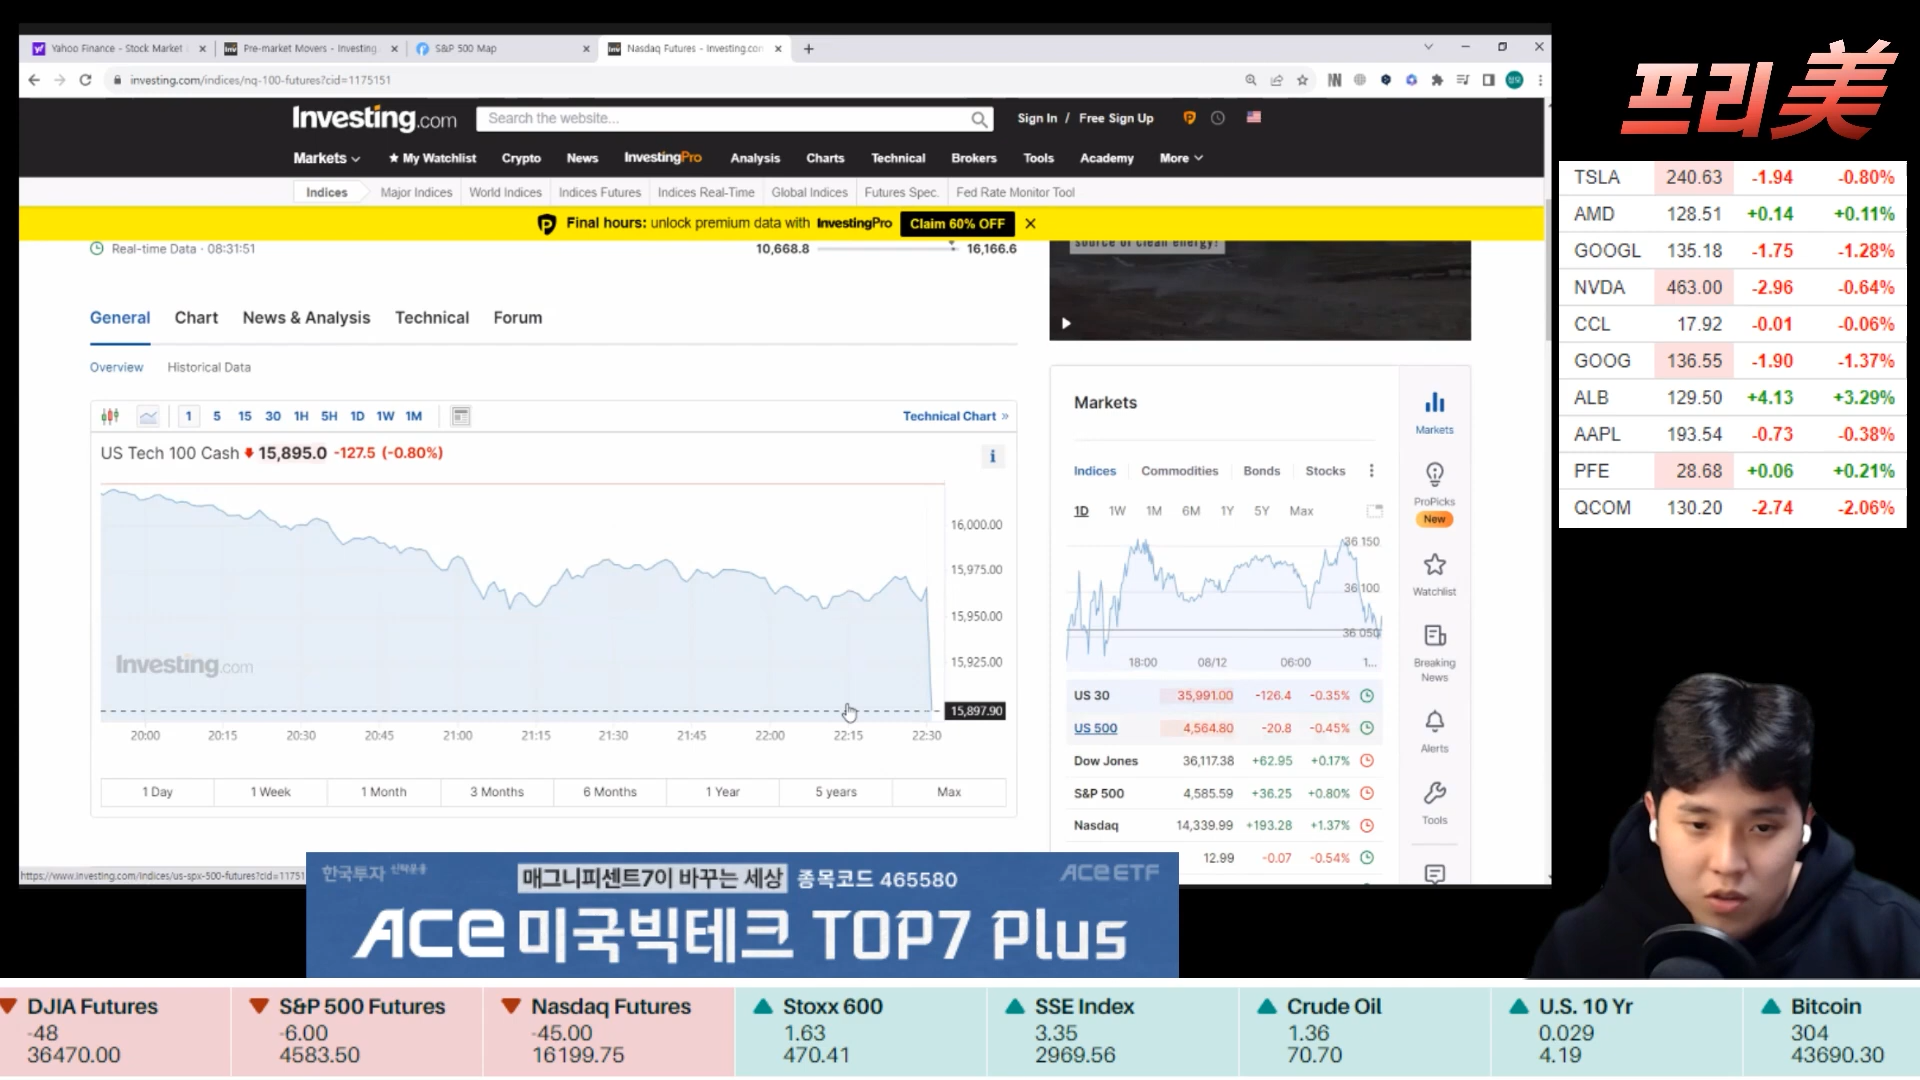 Yahoo Finance - Stock Market
Pre-market Movers - Investing.
S&P 500 Map
Nasdaq Futures - Investing.com
investing.com/indices/nq-100-futures?cid=1175151
Investing.com
Search the website...
Sign In / Free Sign Up
Markets
★ My Watchlist
Crypto
News
InvestingPro
Analysis
Charts
Technical
Brokers
Tools
Academy
More
Indices
Major Indices
World Indices
Indices Futures
Indices Real-Time
Global Indices
Futures Spec.
Fed Rate Monitor Tool
Final hours: unlock premium data with InvestingPro
Claim 60% OFF
Real-time Data · 08:31:51
10,668.8
16,166.6
source of clean energy?
General
Chart
News & Analysis
Technical
Forum
Overview
Historical Data
1 5 15 30 1H 5H 1D 1W 1M
Technical Chart »
US Tech 100 Cash 15,895.0 -127.5 (-0.80%)
16,000.00
15,975.00
15,950.00
15,925.00
15,897.90
Investing.com
20:00 20:15 20:30 20:45 21:00 21:15 21:30 21:45 22:00 22:15 22:30
1 Day
1 Week
1 Month
3 Months
6 Months
1 Year
5 years
Max
Markets
Indices
Commodities
Bonds
Stocks
1D 1W 1M 6M 1Y 5Y Max
36 150
36 100
36 050
18:00 08/12 06:00 1...
US 30 35,991.00 -126.4 -0.35%
US 500 4,564.80 -20.8 -0.45%
Dow Jones 36,117.38 +62.95 +0.17%
S&P 500 4,585.59 +36.25 +0.80%
Nasdaq 14,339.99 +193.28 +1.37%
12.99 -0.07 -0.54%
Markets
ProPicks
New
Watchlist
Breaking
News
Alerts
Tools
https://www.investing.com/indices/us-spx-500-futures?cid=11751
프리美
TSLA 240.63 -1.94 -0.80%
AMD 128.51 +0.14 +0.11%
GOOGL 135.18 -1.75 -1.28%
NVDA 463.00 -2.96 -0.64%
CCL 17.92 -0.01 -0.06%
GOOG 136.55 -1.90 -1.37%
ALB 129.50 +4.13 +3.29%
AAPL 193.54 -0.73 -0.38%
PFE 28.68 +0.06 +0.21%
QCOM 130.20 -2.74 -2.06%
한국투자 신탁운용
매그니피센트7이 바꾸는 세상 종목코드 465580
ACE ETF
ACE 미국빅테크 TOP7 Plus
DJIA Futures
-48
36470.00
S&P 500 Futures
-6.00
4583.50
Nasdaq Futures
-45.00
16199.75
Stoxx 600
1.63
470.41
SSE Index
3.35
2969.56
Crude Oil
1.36
70.70
U.S. 10 Yr
0.029
4.19
Bitcoin
304
43690.30